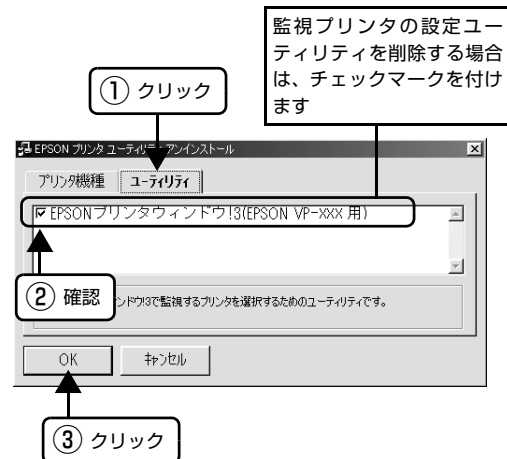 監視プリンタの設定ユー
ティリティを削除する場合
は、チェックマークを付け
ます
① クリック
EPSON プリンタ ユーティリティ アンインストール
プリンタ機種
ユーティリティ
EPSONプリンタウィンドウ!3(EPSON VP-XXX 用)
② 確認
ンドウ!3で監視するプリンタを選択するためのユーティリティです。
OK
キャンセル
③ クリック